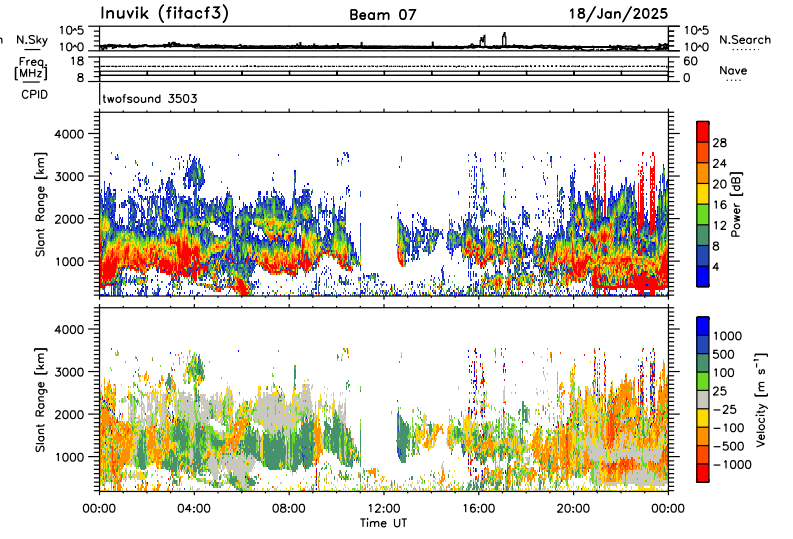 Inuvik (fitacf3) Beam 07 18/Jan/2025
N.Sky 10^5 10^0 10^5 10^0 N.Search
Freq. [MHz] 18 8 60 0 Nave
CPID twofsound 3503
Slant Range [km] 4000 3000 2000 1000
28 24 20 16 12 8 4 Power [dB]
Slant Range [km] 4000 3000 2000 1000
1000 500 100 25 −25 −100 −500 −1000 Velocity [m s⁻¹]
00:00 04:00 08:00 12:00 16:00 20:00 00:00
Time UT